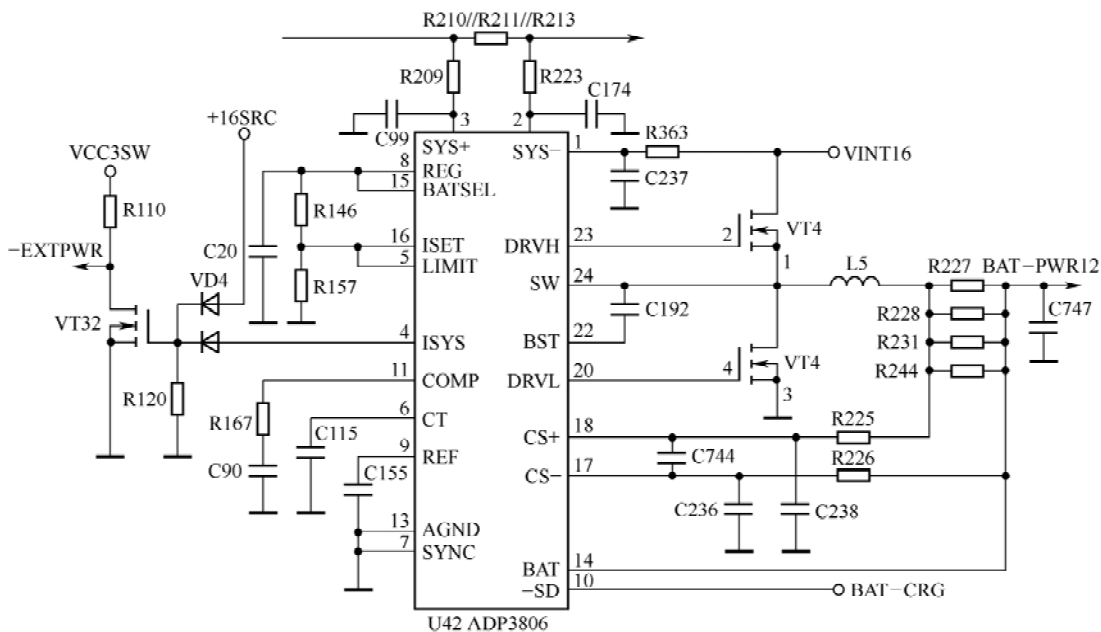 R210//R211//R213
R209
R223
C174
C99
3
2
+16SRC
VCC3SW
SYS+
SYS−
1
R363
VINT16
8
REG
15
BATSEL
C237
R110
R146
C20
16
ISET
5
LIMIT
DRVH
23
2
VT4
1
−EXTPWR
VD4
R157
SW
24
L5
R227
BAT−PWR12
C192
R228
C747
VT32
4
ISYS
BST
22
R231
11
COMP
DRVL
20
4
VT4
3
R244
R120
R167
6
CT
C115
R225
CS+
18
C90
9
REF
C744
C155
CS−
17
R226
C236
C238
13
AGND
7
SYNC
BAT
14
−SD
10
BAT−CRG
U42 ADP3806